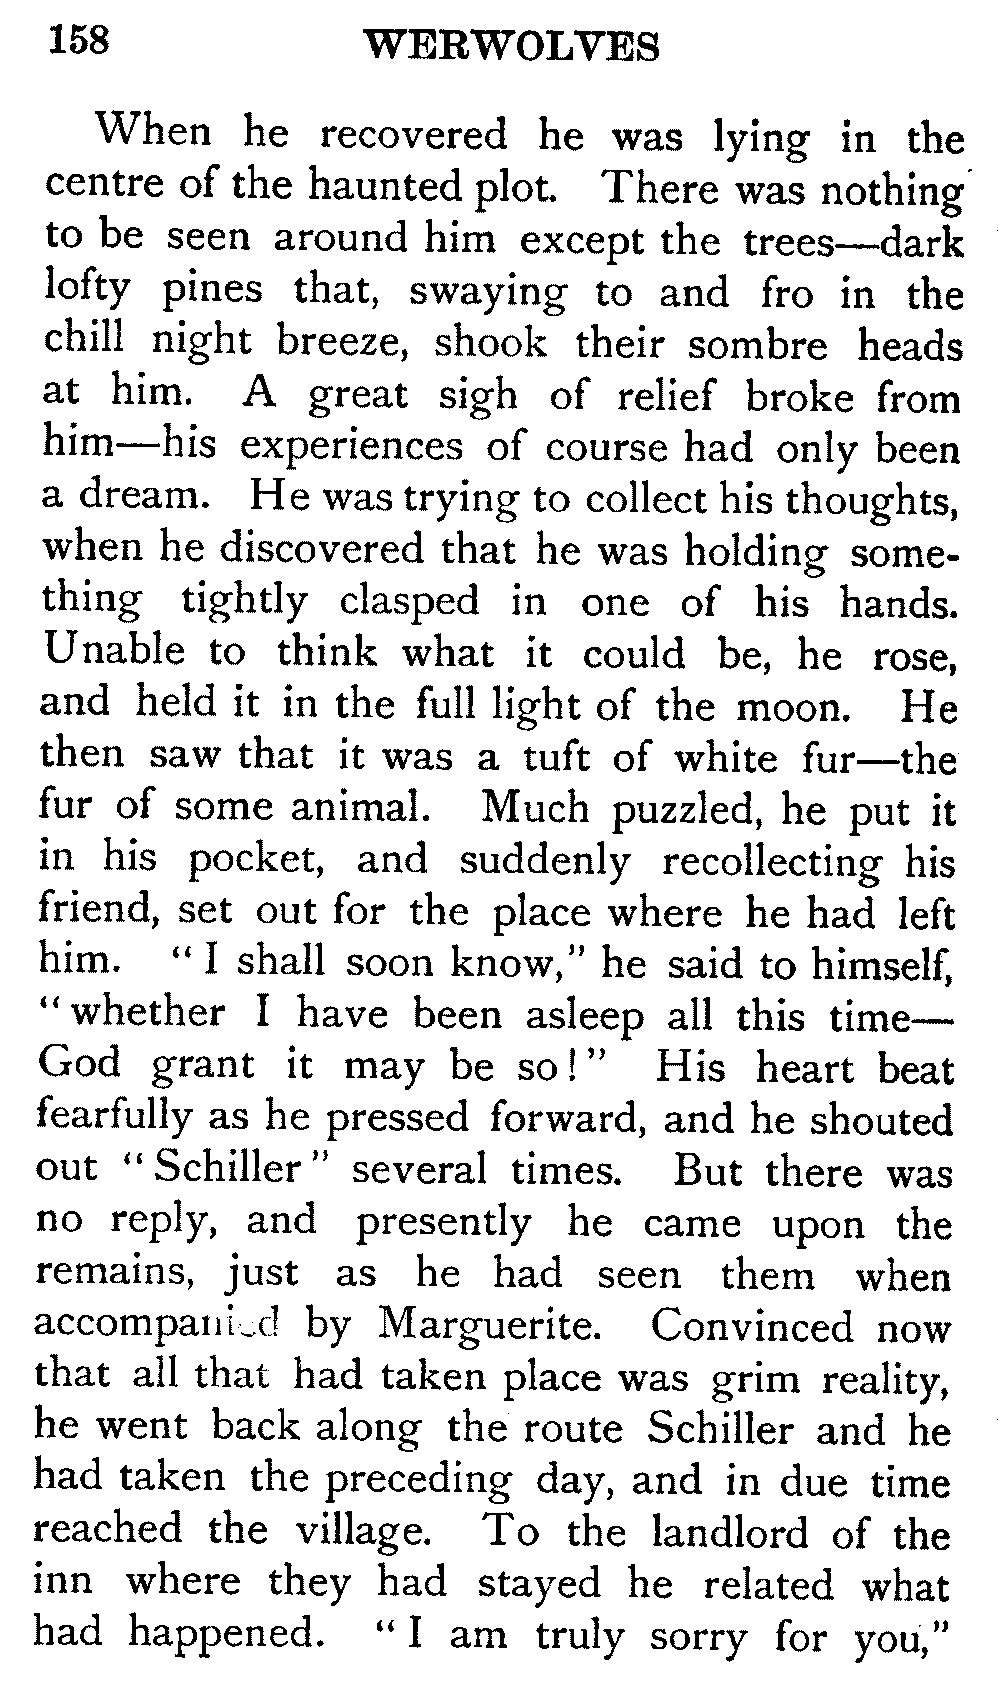 158 WERWOLVES
When he recovered he was lying in the
centre of the haunted plot. There was nothing
to be seen around him except the trees—dark
lofty pines that, swaying to and fro in the
chill night breeze, shook their sombre heads
at him. A great sigh of relief broke from
him—his experiences of course had only been
a dream. He was trying to collect his thoughts,
when he discovered that he was holding some-
thing tightly clasped in one of his hands.
Unable to think what it could be, he rose,
and held it in the full light of the moon. He
then saw that it was a tuft of white fur—the
fur of some animal. Much puzzled, he put it
in his pocket, and suddenly recollecting his
friend, set out for the place where he had left
him. “I shall soon know,” he said to himself,
“whether I have been asleep all this time—
God grant it may be so!” His heart beat
fearfully as he pressed forward, and he shouted
out “Schiller” several times. But there was
no reply, and presently he came upon the
remains, just as he had seen them when
accompanied by Marguerite. Convinced now
that all that had taken place was grim reality,
he went back along the route Schiller and he
had taken the preceding day, and in due time
reached the village. To the landlord of the
inn where they had stayed he related what
had happened. “I am truly sorry for you,”